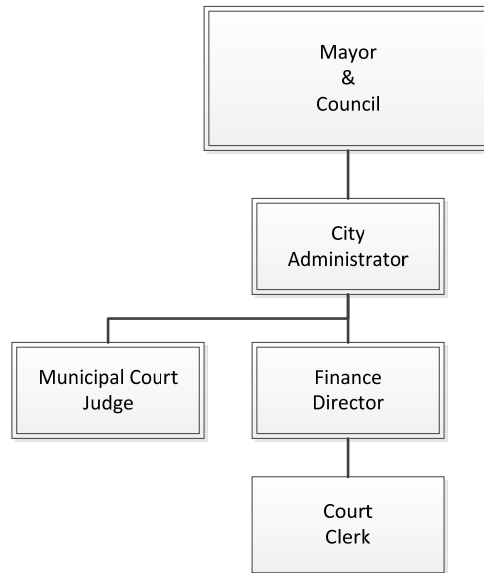 Mayor
&
Council
City
Administrator
Municipal Court
Judge
Finance
Director
Court
Clerk